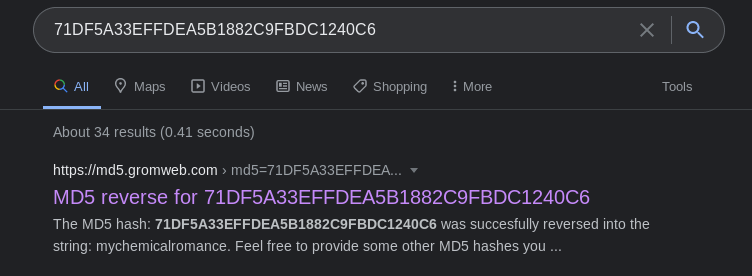 71DF5A33EFFDEA5B1882C9FBDC1240C6
All Maps Videos News Shopping More Tools
About 34 results (0.41 seconds)
https://md5.gromweb.com › md5=71DF5A33EFFDEA...
MD5 reverse for 71DF5A33EFFDEA5B1882C9FBDC1240C6
The MD5 hash: 71DF5A33EFFDEA5B1882C9FBDC1240C6 was succesfully reversed into the
string: mychemicalromance. Feel free to provide some other MD5 hashes you ...